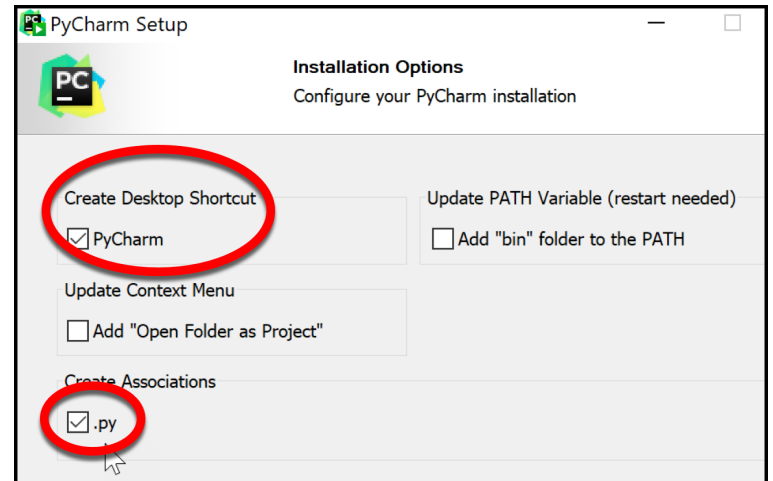 PyCharm Setup
PC
Installation Options
Configure your PyCharm installation
Create Desktop Shortcut
PyCharm
Update PATH Variable (restart needed)
Add "bin" folder to the PATH
Update Context Menu
Add "Open Folder as Project"
Create Associations
.py